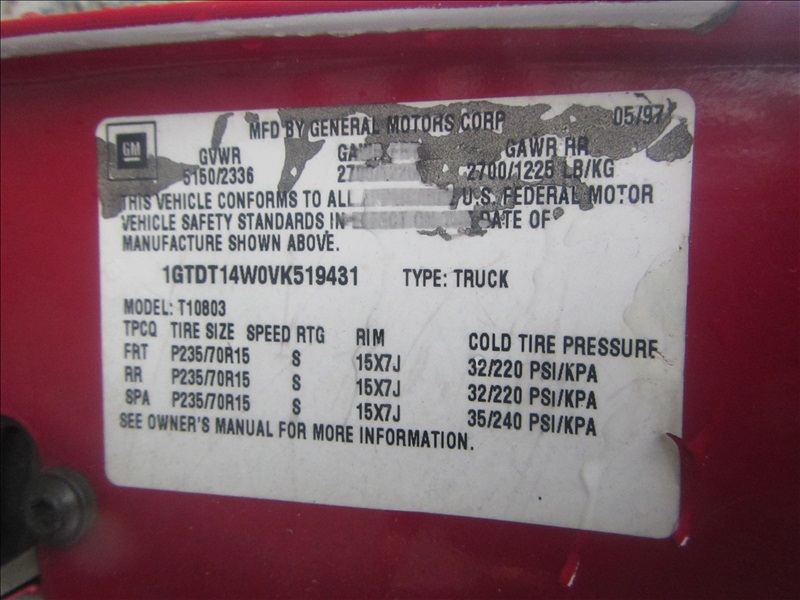 GM
MFD BY GENERAL MOTORS CORP 05/97
GVWR GAWR RR
5150/2336 2700/1225 LB/KG
THIS VEHICLE CONFORMS TO ALL U.S. FEDERAL MOTOR
VEHICLE SAFETY STANDARDS IN DATE OF
MANUFACTURE SHOWN ABOVE.
1GTDT14W0VK519431 TYPE: TRUCK
MODEL: T10803
TPCQ TIRE SIZE SPEED RTG RIM COLD TIRE PRESSURE
FRT P235/70R15 S 15X7J 32/220 PSI/KPA
RR P235/70R15 S 15X7J 32/220 PSI/KPA
SPA P235/70R15 S 15X7J 35/240 PSI/KPA
SEE OWNER'S MANUAL FOR MORE INFORMATION.